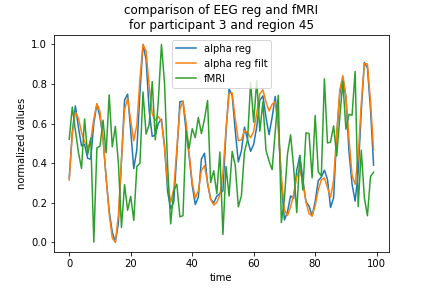 comparison of EEG reg and fMRI
for participant 3 and region 45
alpha reg
alpha reg filt
fMRI
normalized values
1.0
0.8
0.6
0.4
0.2
0.0
0 20 40 60 80 100
time